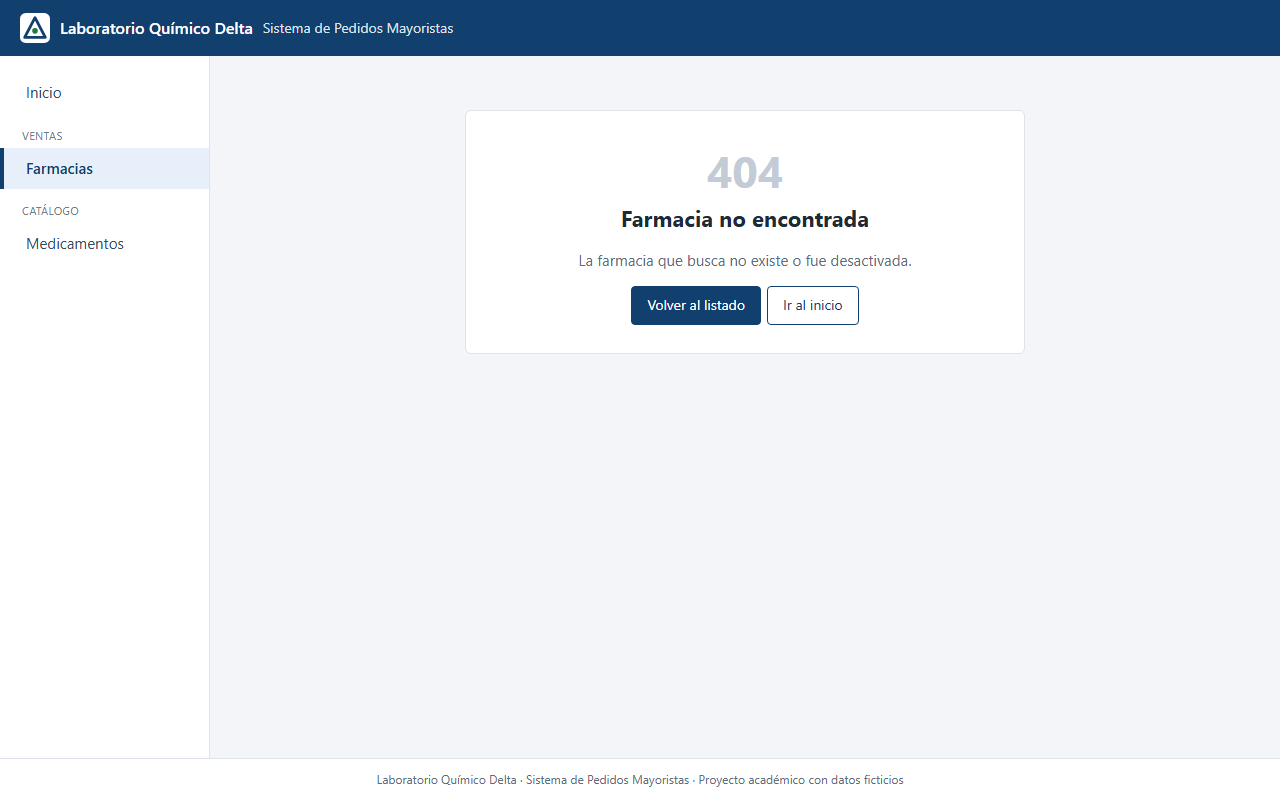 Laboratorio Químico Delta Sistema de Pedidos Mayoristas
Inicio
VENTAS
Farmacias
CATÁLOGO
Medicamentos
404
Farmacia no encontrada
La farmacia que busca no existe o fue desactivada.
Volver al listado Ir al inicio
Laboratorio Químico Delta · Sistema de Pedidos Mayoristas · Proyecto académico con datos ficticios